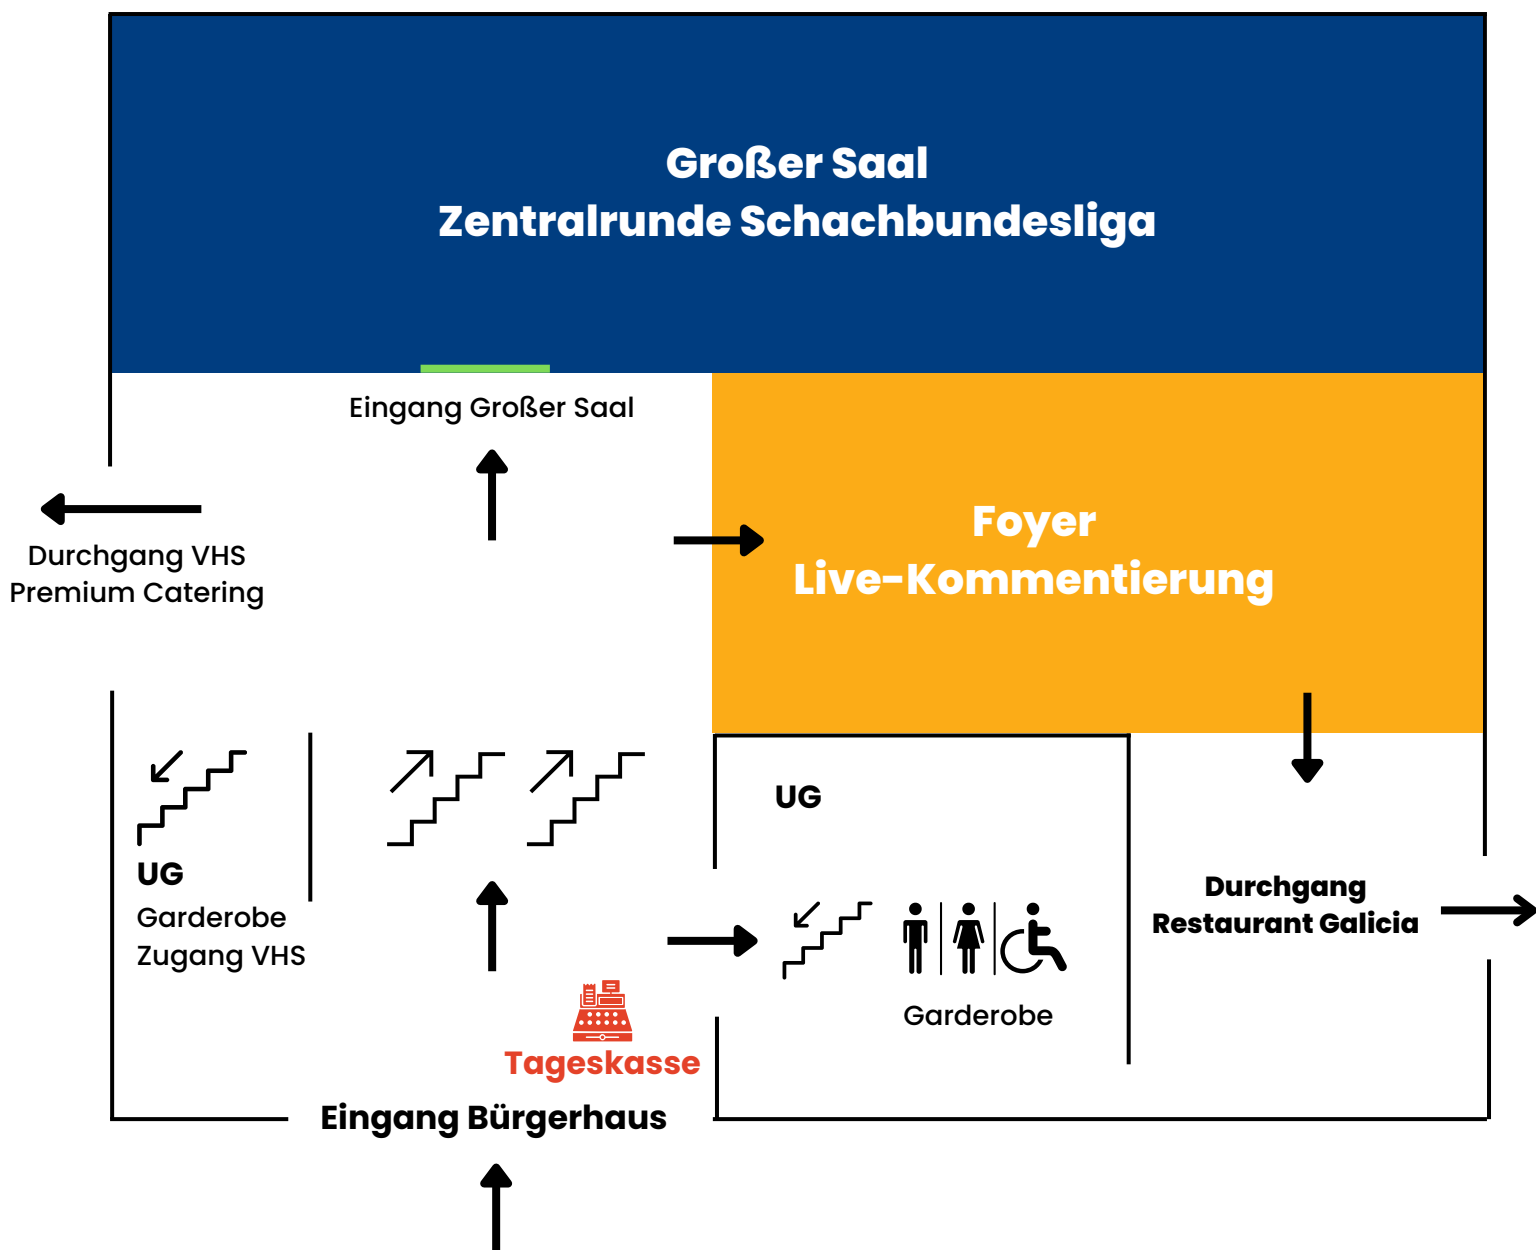 Großer Saal
Zentralrunde Schachbundesliga
Eingang Großer Saal
Durchgang VHS
Premium Catering
Foyer
Live-Kommentierung
UG
Garderobe
Zugang VHS
UG
Garderobe
Durchgang
Restaurant Galicia
Tageskasse
Eingang Bürgerhaus